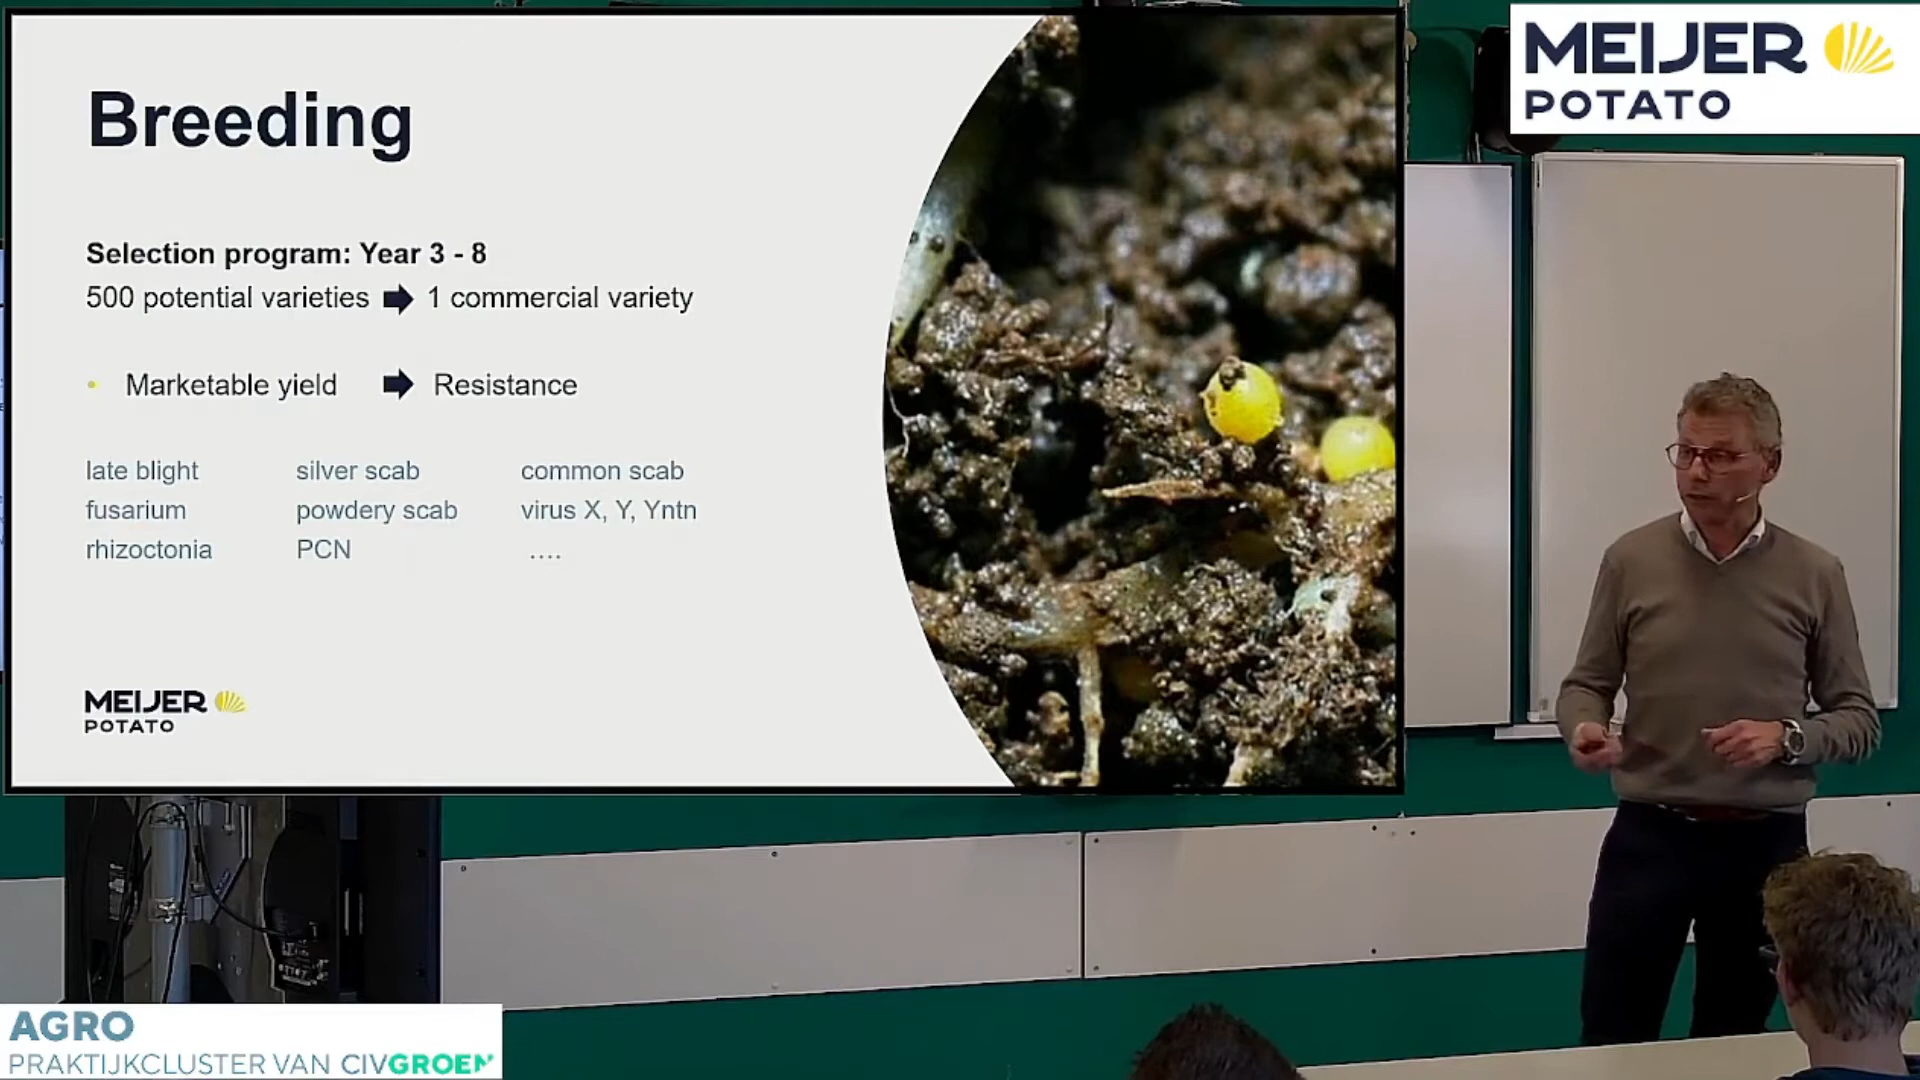 Breeding
Selection program: Year 3 - 8
500 potential varieties 1 commercial variety
• Marketable yield Resistance
late blight silver scab common scab
fusarium powdery scab virus X, Y, Yntn
rhizoctonia PCN ....
MEIJER
POTATO
MEIJER
POTATO
AGRO
PRAKTIJKCLUSTER VAN CIVGROEN